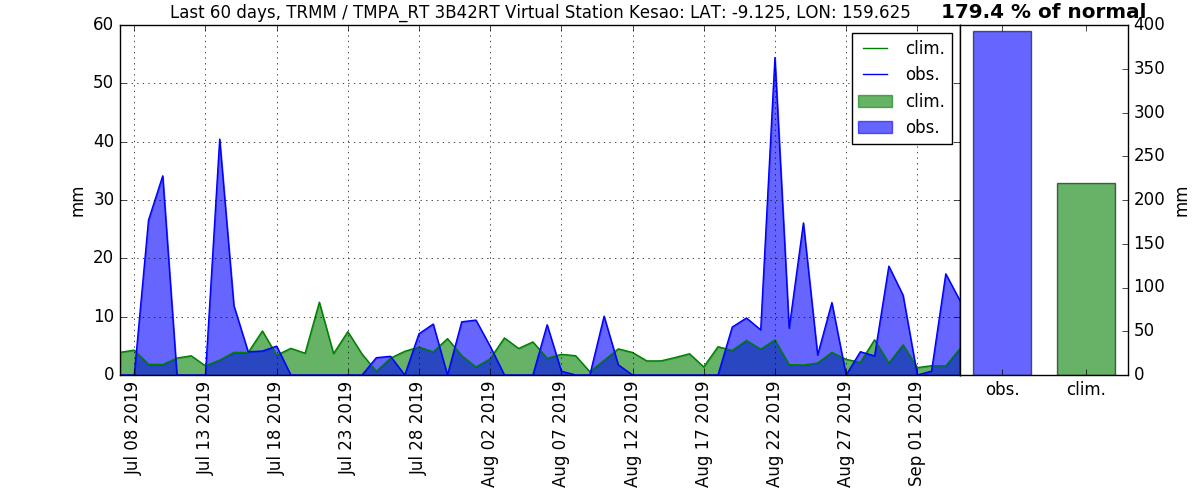 Last 60 days, TRMM / TMPA_RT 3B42RT Virtual Station Kesao: LAT: -9.125, LON: 159.625
179.4 % of normal
60
50
40
30
20
10
0
mm
clim.
obs.
clim.
obs.
Jul 08 2019
Jul 13 2019
Jul 18 2019
Jul 23 2019
Jul 28 2019
Aug 02 2019
Aug 07 2019
Aug 12 2019
Aug 17 2019
Aug 22 2019
Aug 27 2019
Sep 01 2019
400
350
300
250
200
150
100
50
0
mm
obs.
clim.